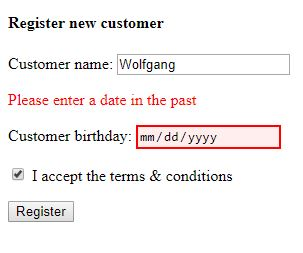 Register new customer
Customer name: Wolfgang
Please enter a date in the past
Customer birthday: mm/dd/yyyy
I accept the terms & conditions
Register